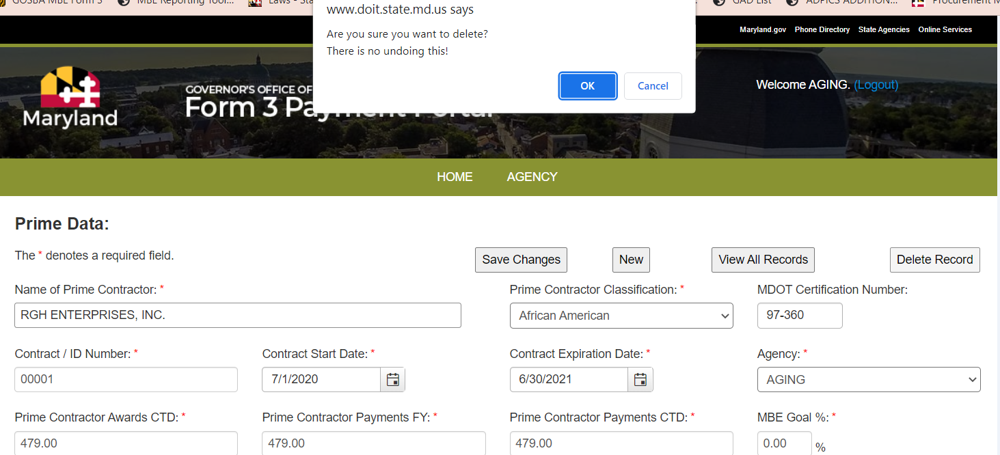 GOSBA MBE Form 3
MBE Reporting Tool...
Laws - Sta
GAD List
ADPICS ADDITION...
Procurement M
www.doit.state.md.us says
Are you sure you want to delete?
There is no undoing this!
OK
Cancel
Maryland.gov Phone Directory State Agencies Online Services
Maryland
GOVERNOR'S OFFICE OF
Form 3 Payment Portal
Welcome AGING. (Logout)
HOME AGENCY
Prime Data:
The * denotes a required field.
Save Changes
New
View All Records
Delete Record
Name of Prime Contractor: *
RGH ENTERPRISES, INC.
Prime Contractor Classification: *
African American
MDOT Certification Number:
97-360
Contract / ID Number: *
00001
Contract Start Date: *
7/1/2020
Contract Expiration Date: *
6/30/2021
Agency: *
AGING
Prime Contractor Awards CTD: *
479.00
Prime Contractor Payments FY: *
479.00
Prime Contractor Payments CTD: *
479.00
MBE Goal %: *
0.00 %